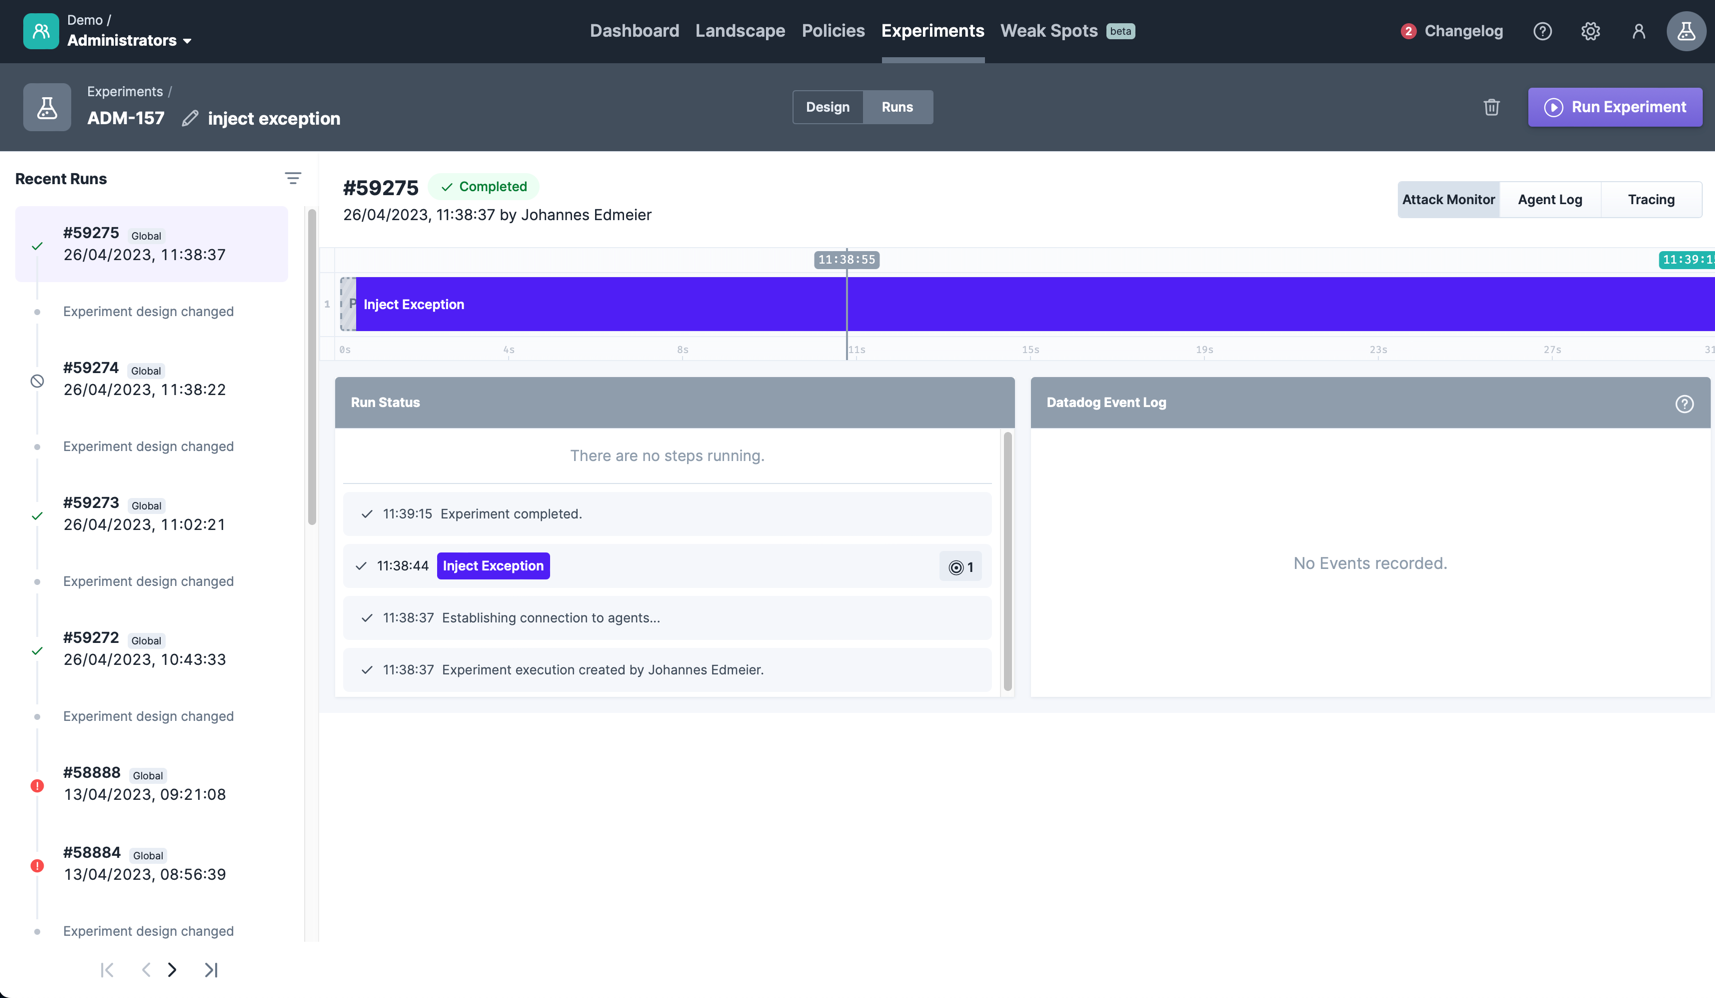 Demo /
Administrators
Dashboard Landscape Policies Experiments Weak Spots beta
2 Changelog
Experiments /
ADM-157 inject exception
Design Runs
Run Experiment
Recent Runs
#59275 Global
26/04/2023, 11:38:37
Experiment design changed
#59274 Global
26/04/2023, 11:38:22
Experiment design changed
#59273 Global
26/04/2023, 11:02:21
Experiment design changed
#59272 Global
26/04/2023, 10:43:33
Experiment design changed
#58888 Global
13/04/2023, 09:21:08
#58884 Global
13/04/2023, 08:56:39
Experiment design changed
#59275 Completed
26/04/2023, 11:38:37 by Johannes Edmeier
Attack Monitor Agent Log Tracing
11:38:55 11:39:1
1 P Inject Exception
0s 4s 8s 11s 15s 19s 23s 27s 31
Run Status
There are no steps running.
11:39:15 Experiment completed.
11:38:44 Inject Exception 1
11:38:37 Establishing connection to agents...
11:38:37 Experiment execution created by Johannes Edmeier.
Datadog Event Log
No Events recorded.